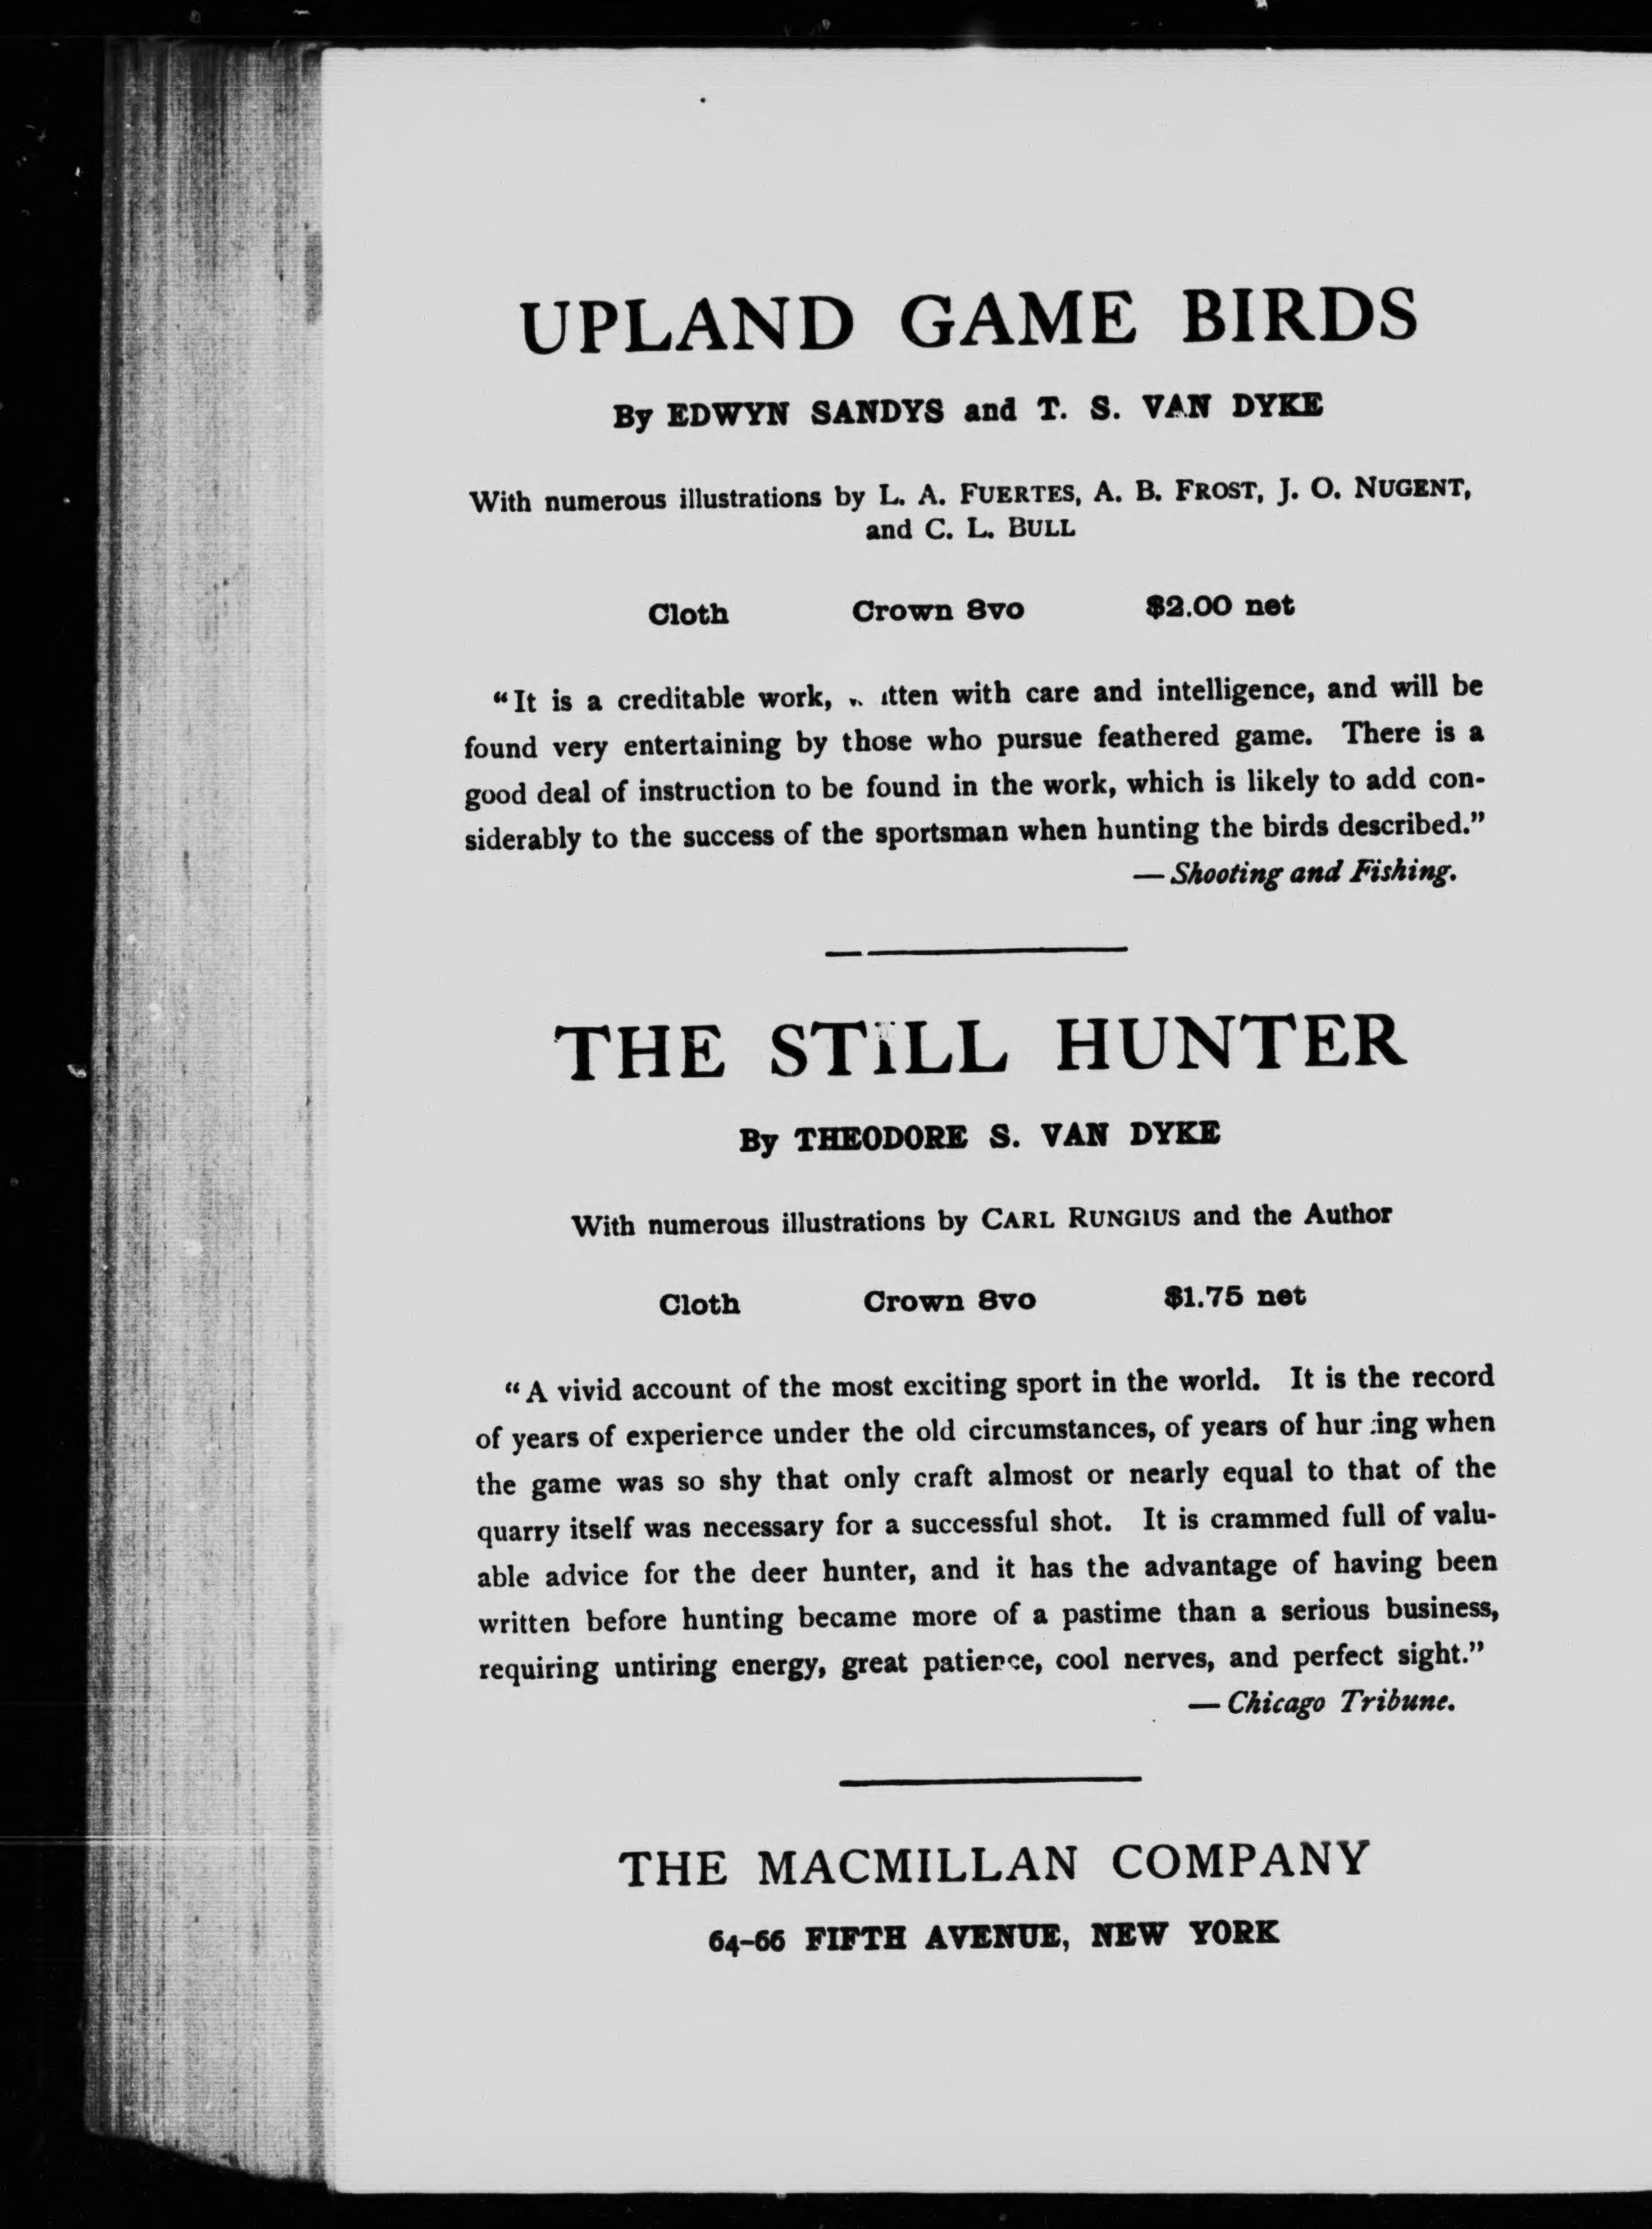 UPLAND GAME BIRDS
By EDWYN SANDYS and T. S. VAN DYKE
With numerous illustrations by L. A. FUERTES, A. B. FROST, J. O. NUGENT,
and C. L. BULL
Cloth Crown 8vo $2.00 net
“It is a creditable work, with care and intelligence, and will be
found very entertaining by those who pursue feathered game. There is a
good deal of instruction to be found in the work, which is likely to add con-
siderably to the success of the sportsman when hunting the birds described.”
— Shooting and Fishing.
THE STILL HUNTER
By THEODORE S. VAN DYKE
With numerous illustrations by CARL RUNGIUS and the Author
Cloth Crown 8vo $1.75 net
“A vivid account of the most exciting sport in the world. It is the record
of years of experience under the old circumstances, of years of hunting when
the game was so shy that only craft almost or nearly equal to that of the
quarry itself was necessary for a successful shot. It is crammed full of valu-
able advice for the deer hunter, and it has the advantage of having been
written before hunting became more of a pastime than a serious business,
requiring untiring energy, great patience, cool nerves, and perfect sight.”
— Chicago Tribune.
THE MACMILLAN COMPANY
64–66 FIFTH AVENUE, NEW YORK